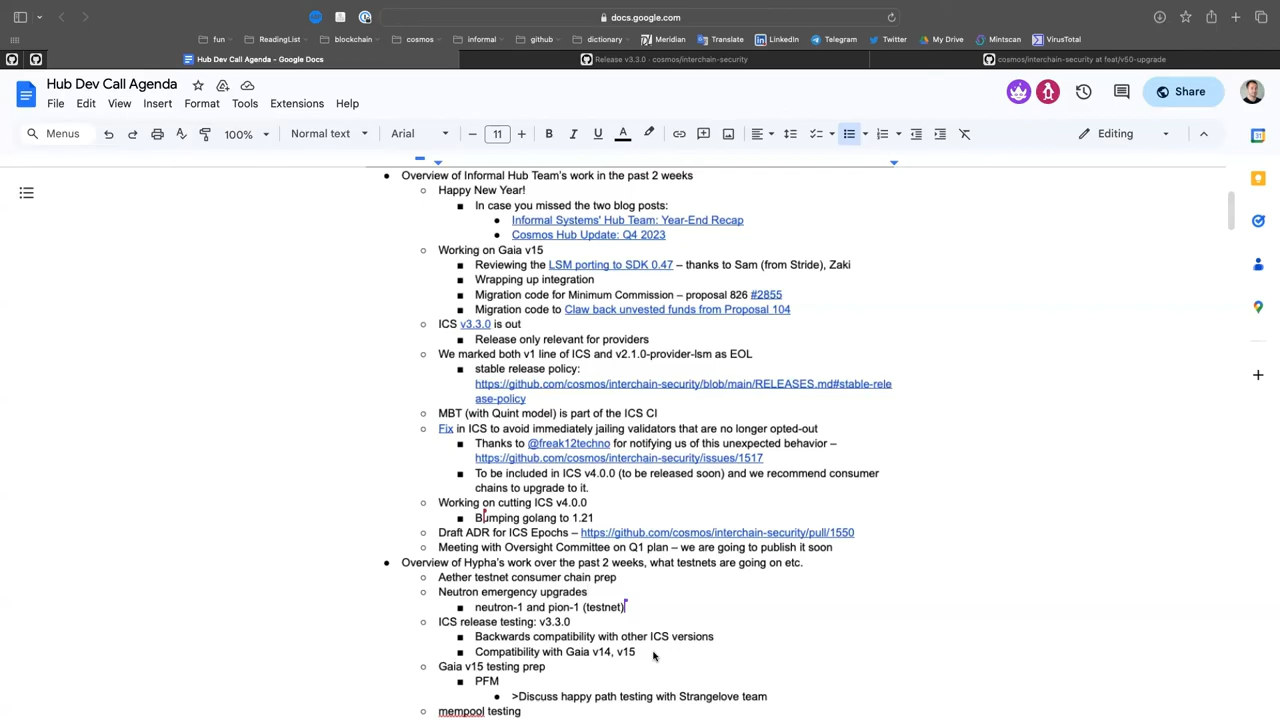 docs.google.com
fun
ReadingList
blockchain
cosmos
informal
github
dictionary
Meridian
Translate
LinkedIn
Telegram
Twitter
My Drive
Mintscan
VirusTotal
Hub Dev Call Agenda - Google Docs
Release v3.3.0 · cosmos/interchain-security
cosmos/interchain-security at feat/v50-upgrade
Hub Dev Call Agenda
File Edit View Insert Format Tools Extensions Help
Share
Menus
100%
Normal text
Arial
11
Editing
Overview of Informal Hub Team's work in the past 2 weeks
Happy New Year!
In case you missed the two blog posts:
Informal Systems' Hub Team: Year-End Recap
Cosmos Hub Update: Q4 2023
Working on Gaia v15
Reviewing the LSM porting to SDK 0.47 – thanks to Sam (from Stride), Zaki
Wrapping up integration
Migration code for Minimum Commission – proposal 826 #2855
Migration code to Claw back unvested funds from Proposal 104
ICS v3.3.0 is out
Release only relevant for providers
We marked both v1 line of ICS and v2.1.0-provider-lsm as EOL
stable release policy:
https://github.com/cosmos/interchain-security/blob/main/RELEASES.md#stable-rele
ase-policy
MBT (with Quint model) is part of the ICS CI
Fix in ICS to avoid immediately jailing validators that are no longer opted-out
Thanks to @freak12techno for notifying us of this unexpected behavior –
https://github.com/cosmos/interchain-security/issues/1517
To be included in ICS v4.0.0 (to be released soon) and we recommend consumer
chains to upgrade to it.
Working on cutting ICS v4.0.0
Bumping golang to 1.21
Draft ADR for ICS Epochs – https://github.com/cosmos/interchain-security/pull/1550
Meeting with Oversight Committee on Q1 plan – we are going to publish it soon
Overview of Hypha's work over the past 2 weeks, what testnets are going on etc.
Aether testnet consumer chain prep
Neutron emergency upgrades
neutron-1 and pion-1 (testnet)
ICS release testing: v3.3.0
Backwards compatibility with other ICS versions
Compatibility with Gaia v14, v15
Gaia v15 testing prep
PFM
>Discuss happy path testing with Strangelove team
mempool testing